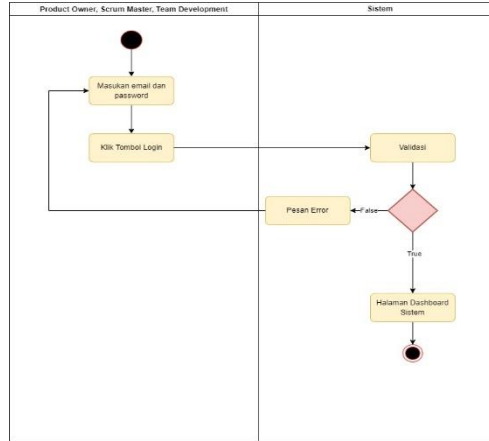 Product Owner, Scrum Master, Team Development
Sistem
Masukan email dan
password
Klik Tombol Login
Validasi
Pesan Error
False
True
Halaman Dashboard
Sistem